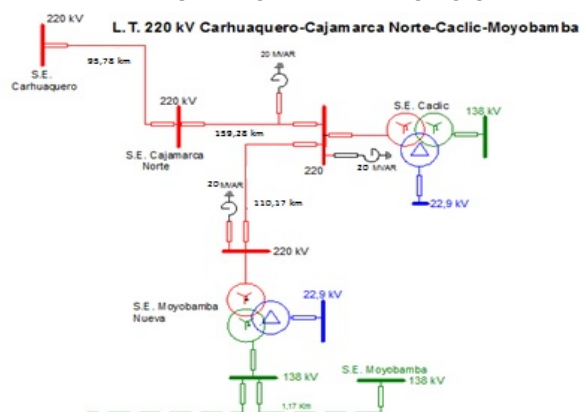 L. T. 220 kV Carhuaquero-Cajamarca Norte-Caclic-Moyobamba
220 kV
S.E.
Carhuaquero
95,78 km
220 kV
S.E. Cajamarca
Norte
159,28 km
20 MVAR
220
20 MVAR
S.E. Caclic
138 kV
22,9 kV
20 MVAR
110,17 km
220 kV
S.E. Moyobamba
Nueva
22,9 kV
138 kV
S.E. Moyobamba
138 kV
1,17 Km